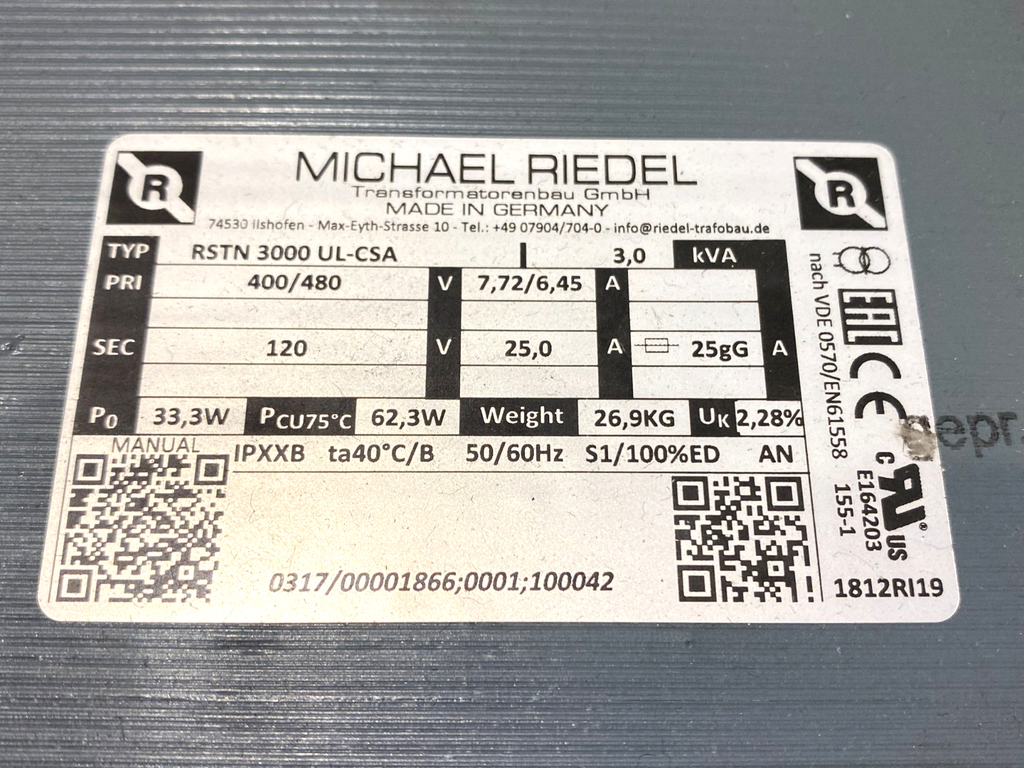 MICHAEL RIEDEL
Transformatorenbau GmbH
MADE IN GERMANY
74530 Ilshofen - Max-Eyth-Strasse 10 - Tel.: +49 07904/704-0 - info@riedel-trafobau.de
R
R
TYP RSTN 3000 UL-CSA I 3,0 kVA
PRI 400/480 V 7,72/6,45 A
SEC 120 V 25,0 A 25gG A
P0 33,3W PCU75°C 62,3W Weight 26,9KG UK 2,28%
MANUAL IPXXB ta40°C/B 50/60Hz S1/100%ED AN
0317/00001866;0001;100042
nach VDE 0570/EN61558
EAC
CE
c UR US ®
E164203
155-1
1812RI19
gepr.